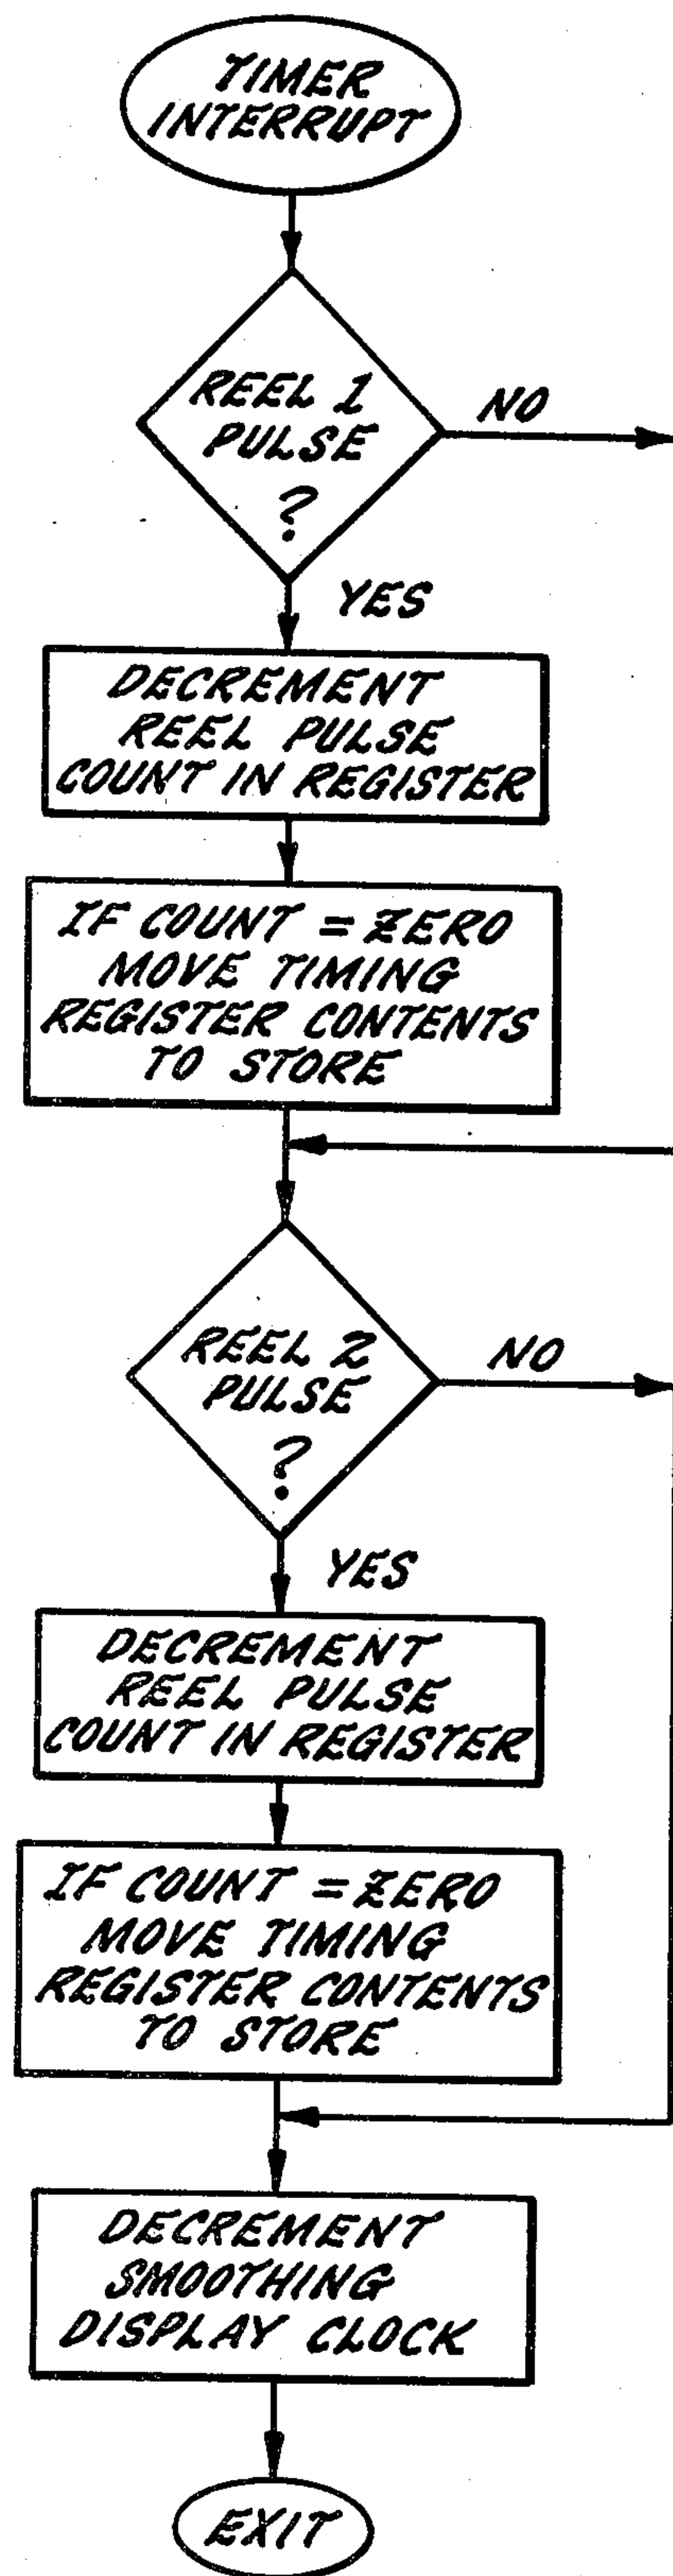 TIMER
INTERRUPT
REEL 1
PULSE
?
NO
YES
DECREMENT
REEL PULSE
COUNT IN REGISTER
IF COUNT = ZERO
MOVE TIMING
REGISTER CONTENTS
TO STORE
REEL 2
PULSE
?
NO
YES
DECREMENT
REEL PULSE
COUNT IN REGISTER
IF COUNT = ZERO
MOVE TIMING
REGISTER CONTENTS
TO STORE
DECREMENT
SMOOTHING
DISPLAY CLOCK
EXIT